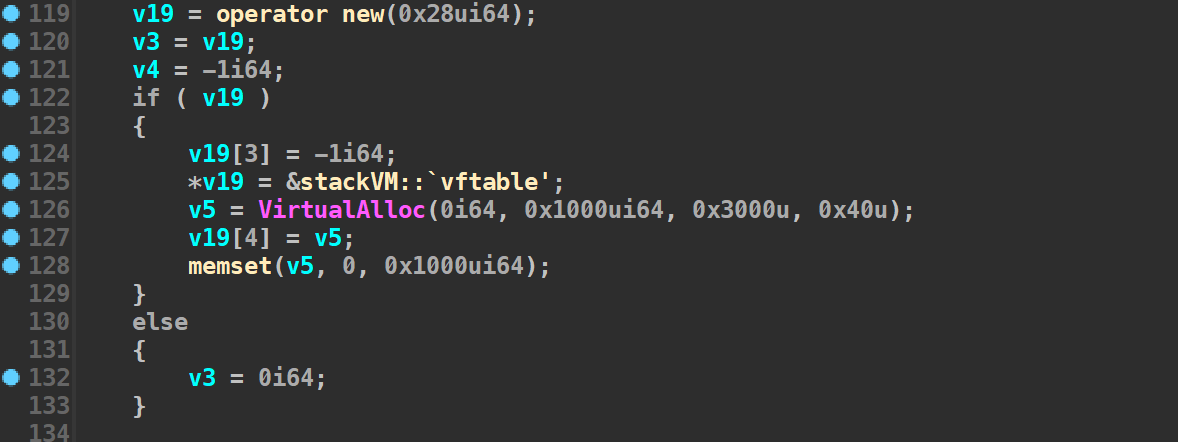 119 v19 = operator new(0x28ui64);
120 v3 = v19;
121 v4 = -1i64;
122 if ( v19 )
123 {
124 v19[3] = -1i64;
125 *v19 = &stackVM::`vftable';
126 v5 = VirtualAlloc(0i64, 0x1000ui64, 0x3000u, 0x40u);
127 v19[4] = v5;
128 memset(v5, 0, 0x1000ui64);
129 }
130 else
131 {
132 v3 = 0i64;
133 }
134